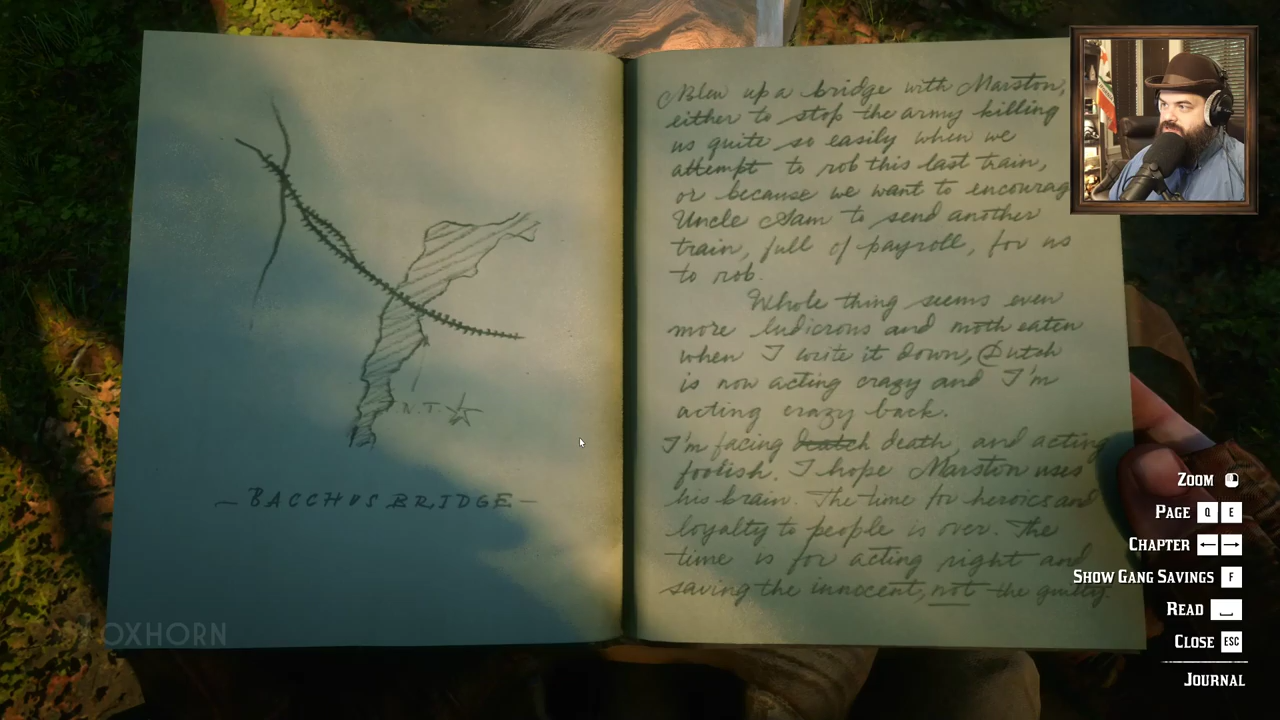 N.T.
— BACCHUS BRIDGE —
Blew up a bridge with Marston,
either to stop the army killing
us quite so easily when we
attempt to rob this last train,
or because we want to encourag
Uncle Sam to send another
train, full of payroll, for us
to rob.
Whole thing seems even
more ludicrous and moth eaten
when I write it down, Dutch
is now acting crazy and I'm
acting crazy back.
I'm facing death, and acting
foolish. I hope Marston uses
his brain. The time for heroics and
loyalty to people is over. The
time is for acting right and
saving the innocent, not the guilty.
ZOOM
PAGE Q E
CHAPTER ← →
SHOW GANG SAVINGS F
READ
CLOSE ESC
JOURNAL
OXHORN